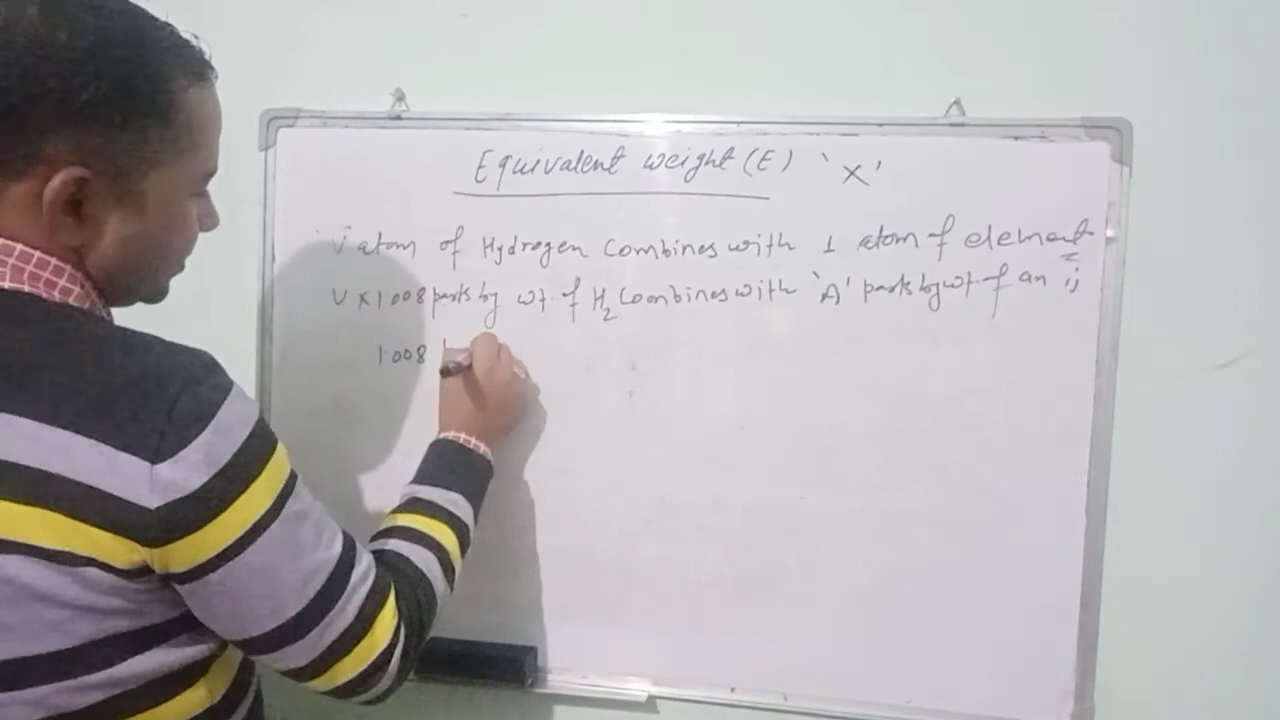 Equivalent weight (E) 'X'
'V' atom of Hydrogen Combines with 1 atom of element
V X 1.008 parts by wt. of H2 Combines with 'A' parts by wt. of an ''
1.008